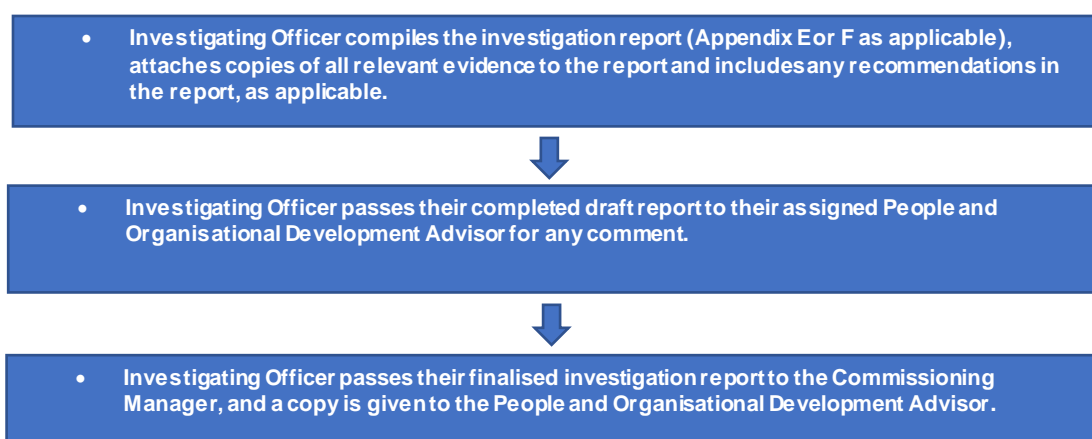 • Investigating Officer compiles the investigation report (Appendix E or F as applicable),
attaches copies of all relevant evidence to the report and includes any recommendations in
the report, as applicable.
• Investigating Officer passes their completed draft report to their assigned People and
Organisational Development Advisor for any comment.
• Investigating Officer passes their finalised investigation report to the Commissioning
Manager, and a copy is given to the People and Organisational Development Advisor.